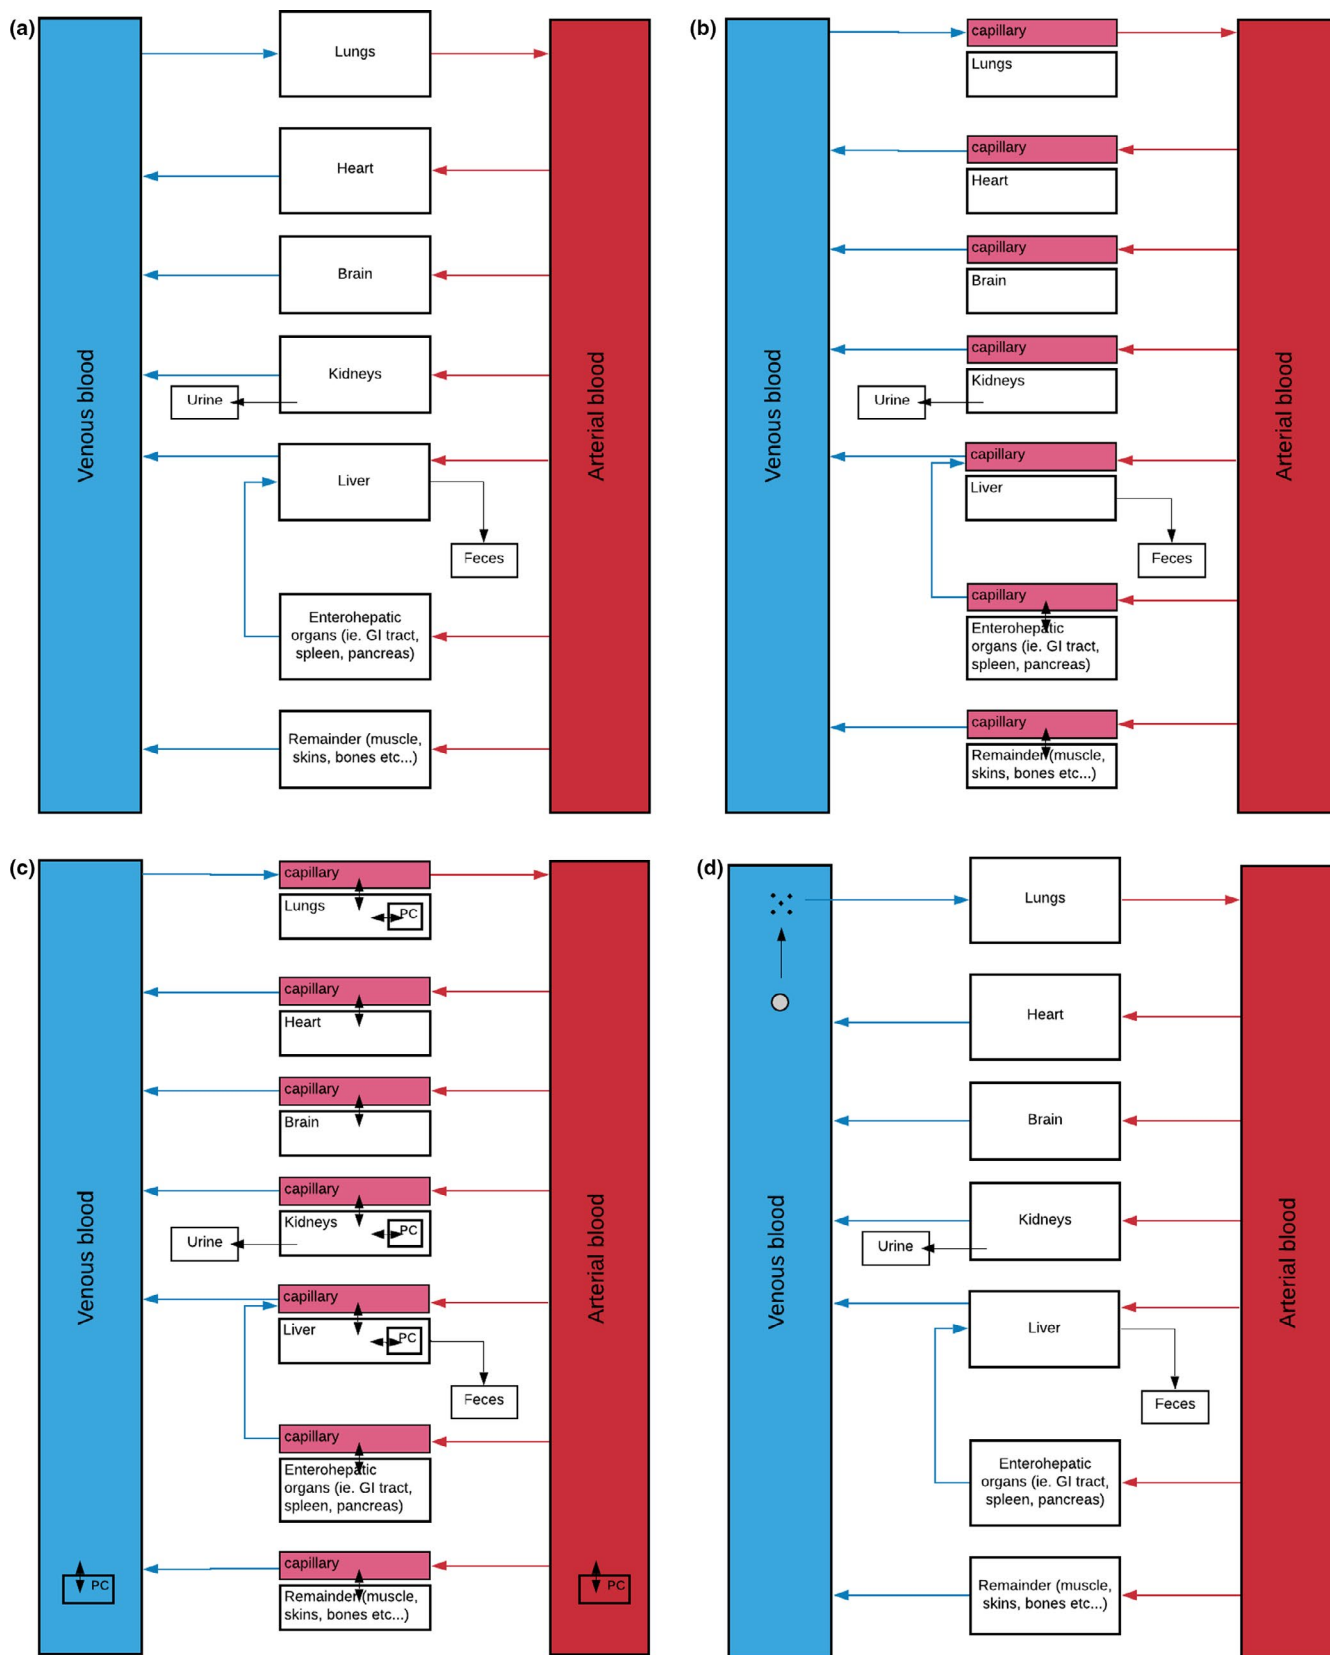 (a)
Venous blood
Lungs
Heart
Brain
Kidneys
Urine
Liver
Feces
Enterohepatic
organs (ie. GI tract,
spleen, pancreas)
Remainder (muscle,
skins, bones etc...)
Arterial blood
(b)
Venous blood
capillary
Lungs
capillary
Heart
capillary
Brain
capillary
Kidneys
Urine
capillary
Liver
Feces
capillary
Enterohepatic
organs (ie. GI tract,
spleen, pancreas)
capillary
Remainder (muscle,
skins, bones etc...)
Arterial blood
(c)
Venous blood
PC
capillary
Lungs
PC
capillary
Heart
capillary
Brain
capillary
Kidneys
PC
Urine
capillary
Liver
PC
Feces
capillary
Enterohepatic
organs (ie. GI tract,
spleen, pancreas)
capillary
Remainder (muscle,
skins, bones etc...)
Arterial blood
PC
(d)
Venous blood
Lungs
Heart
Brain
Kidneys
Urine
Liver
Feces
Enterohepatic
organs (ie. GI tract,
spleen, pancreas)
Remainder (muscle,
skins, bones etc...)
Arterial blood